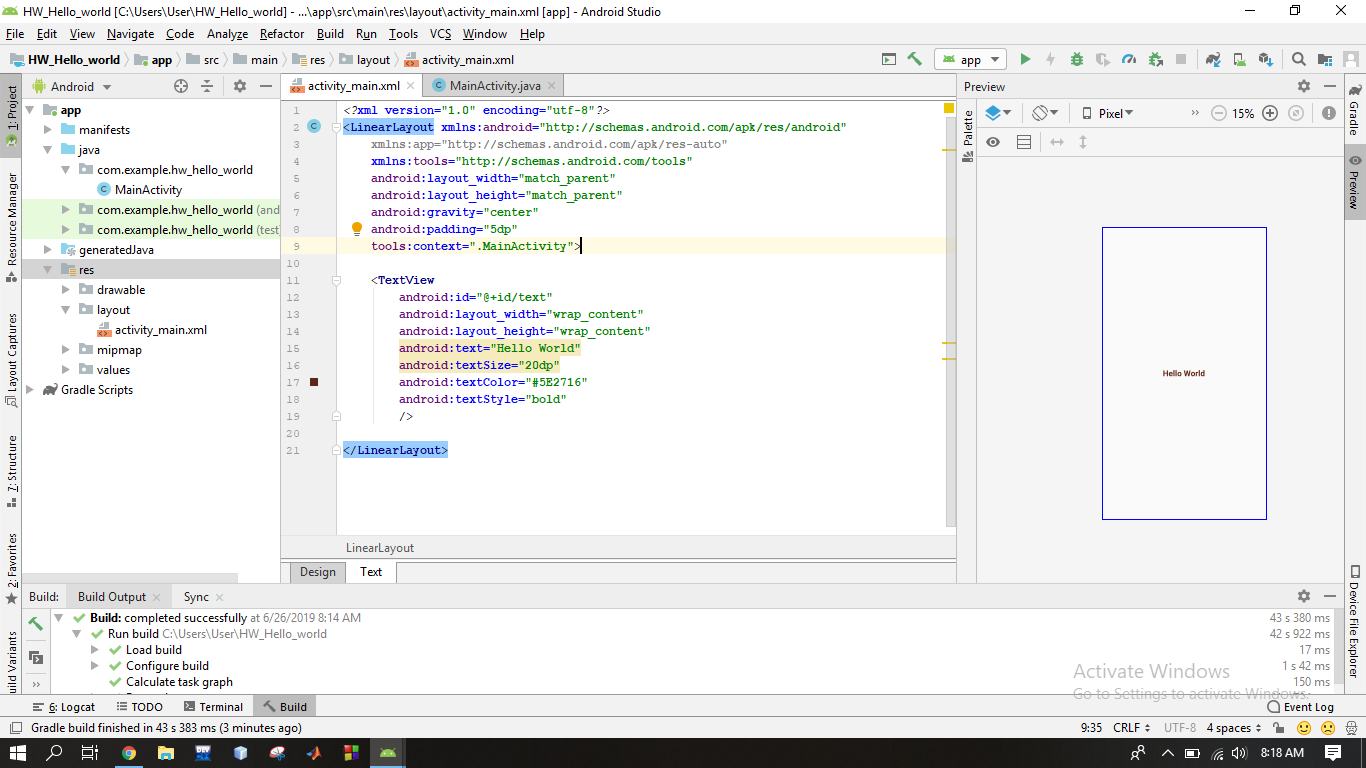 HW_Hello_world [C:\Users\User\HW_Hello_world] - ...\app\src\main\res\layout\activity_main.xml [app] - Android Studio
File Edit View Navigate Code Analyze Refactor Build Run Tools VCS Window Help
HW_Hello_world app src main res layout activity_main.xml
app
1: Project
Resource Manager
Layout Captures
7: Structure
2: Favorites
uild Variants
Android
app
manifests
java
com.example.hw_hello_world
MainActivity
com.example.hw_hello_world (and
com.example.hw_hello_world (test
generatedJava
res
drawable
layout
activity_main.xml
mipmap
values
Gradle Scripts
activity_main.xml MainActivity.java
1 <?xml version="1.0" encoding="utf-8"?>
2 <LinearLayout xmlns:android="http://schemas.android.com/apk/res/android"
3 xmlns:app="http://schemas.android.com/apk/res-auto"
4 xmlns:tools="http://schemas.android.com/tools"
5 android:layout_width="match_parent"
6 android:layout_height="match_parent"
7 android:gravity="center"
8 android:padding="5dp"
9 tools:context=".MainActivity">
10
11 <TextView
12 android:id="@+id/text"
13 android:layout_width="wrap_content"
14 android:layout_height="wrap_content"
15 android:text="Hello World"
16 android:textSize="20dp"
17 android:textColor="#5E2716"
18 android:textStyle="bold"
19 />
20
21 </LinearLayout>
LinearLayout
Design Text
Preview
Palette
Pixel
15%
Hello World
Gradle
Preview
Device File Explorer
Build: Build Output Sync
Build: completed successfully at 6/26/2019 8:14 AM 43 s 380 ms
Run build C:\Users\User\HW_Hello_world 42 s 922 ms
Load build 17 ms
Configure build 1 s 42 ms
Calculate task graph 150 ms
Activate Windows
Go to Settings to activate Windows.
6: Logcat TODO Terminal Build Event Log
Gradle build finished in 43 s 383 ms (3 minutes ago) 9:35 CRLF UTF-8 4 spaces
8:18 AM